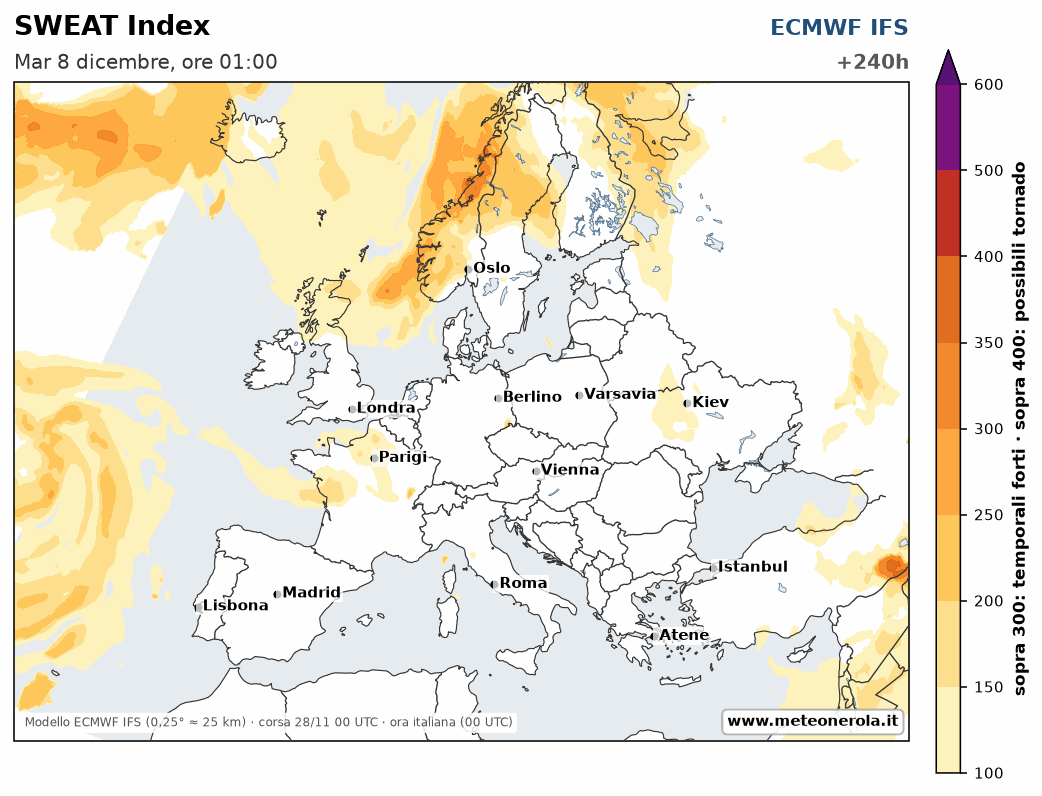 SWEAT Index
ECMWF IFS
Mar 8 dicembre, ore 01:00
+240h
600
500
400
350
300
250
200
150
100
sopra 300: temporali forti · sopra 400: possibili tornado
Oslo
Berlino
Varsavia
Kiev
Londra
Parigi
Vienna
Istanbul
Roma
Madrid
Lisbona
Atene
Modello ECMWF IFS (0,25° ≈ 25 km) · corsa 28/11 00 UTC · ora italiana (00 UTC)
www.meteonerola.it